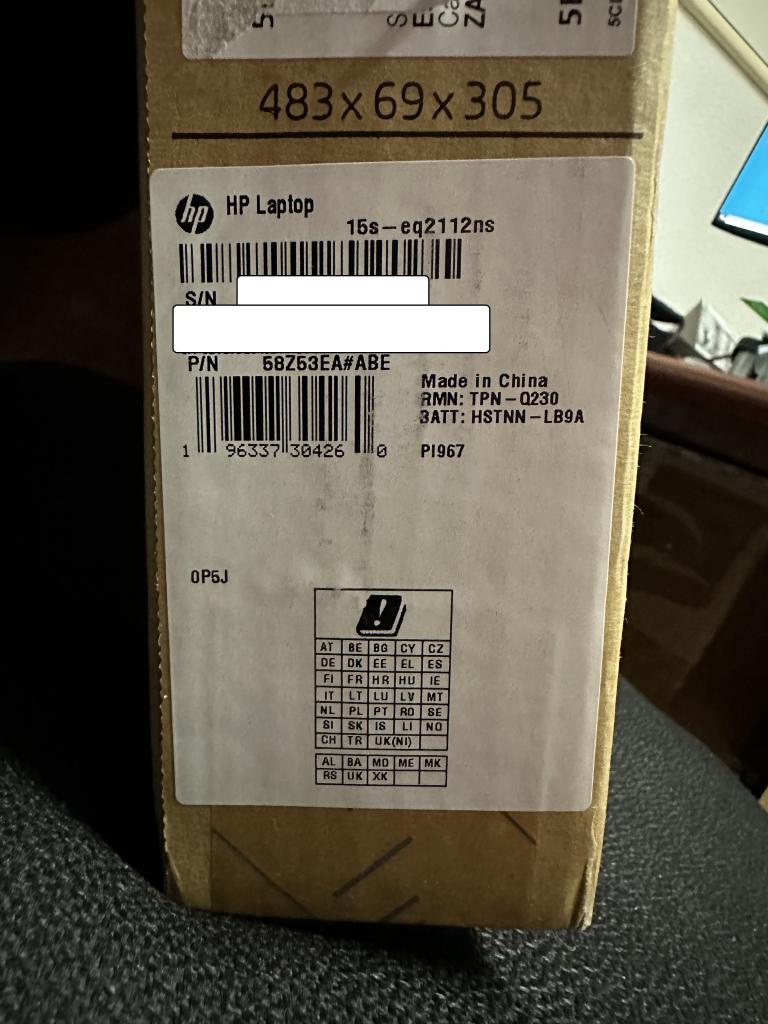 483x69x305
hp HP Laptop
15s-eq2112ns
S/N
P/N 58Z53EA#ABE
Made in China
RMN: TPN-Q230
3ATT: HSTNN-LB9A
1 96337 30426 0
PI967
0P5J
AT BE BG CY CZ
DE DK EE EL ES
FI FR HR HU IE
IT LT LU LV MT
NL PL PT RO SE
SI SK IS LI NO
CH TR UK(NI)
AL BA MD ME MK
RS UK XK